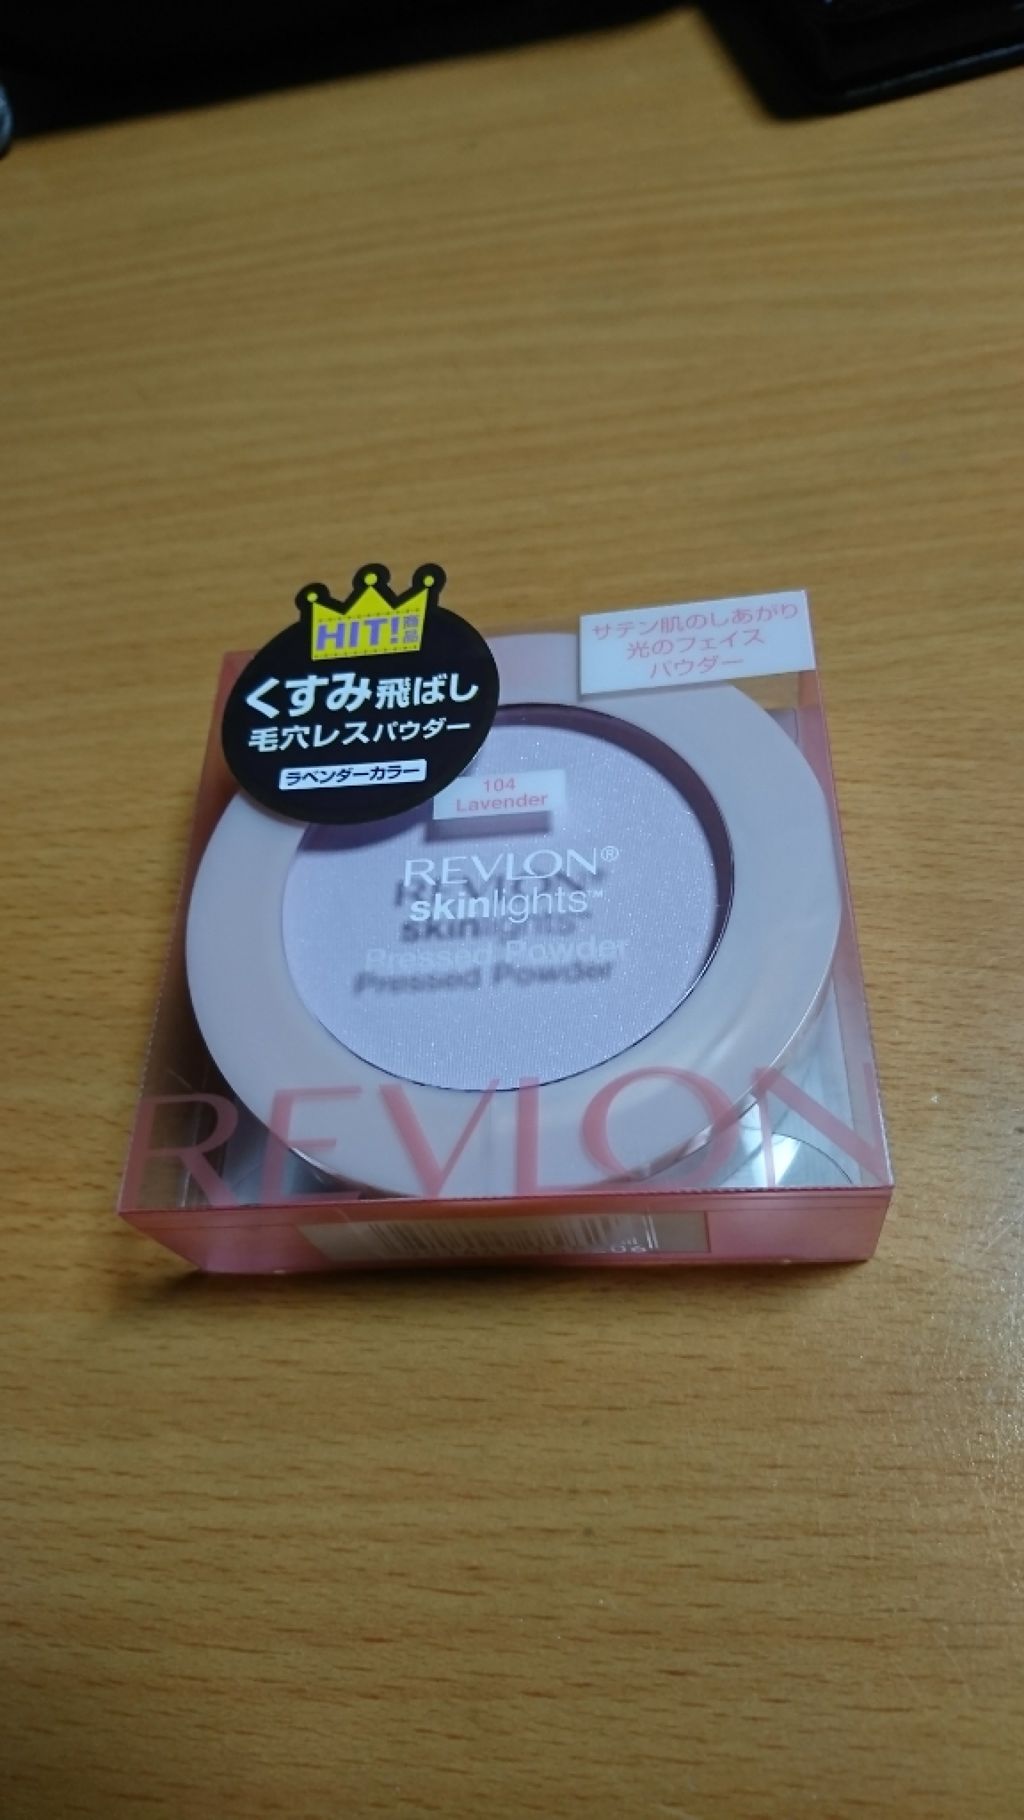 HIT!商品
くすみ飛ばし
毛穴レスパウダー
ラベンダーカラー
サテン肌のしあがり
光のフェイス
パウダー
104
Lavender
REVLON®
skinlights™
Pressed Powder
REVLON